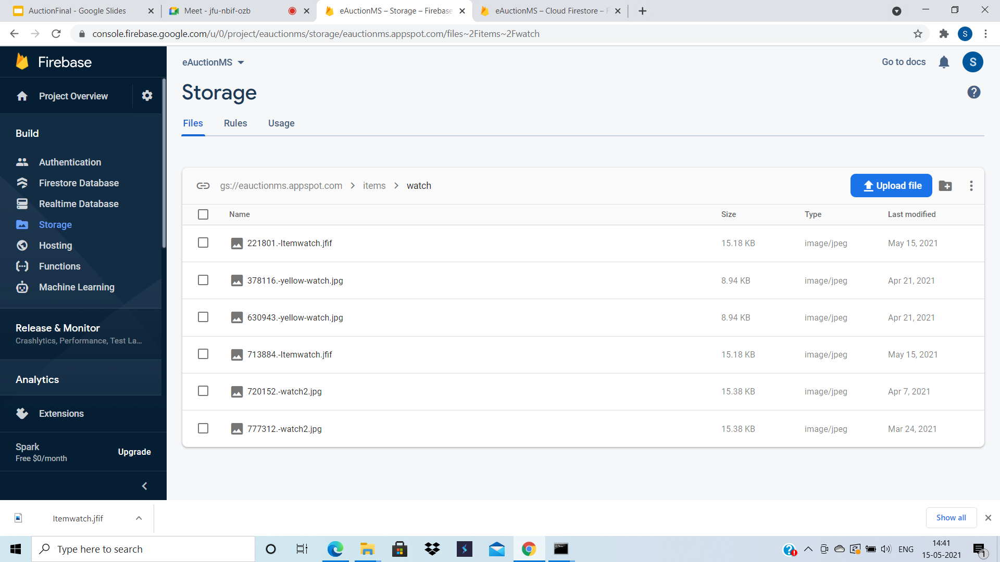 AuctionFinal - Google Slides
Meet - jfu-nbif-ozb
eAuctionMS – Storage – Firebase
eAuctionMS – Cloud Firestore – F
console.firebase.google.com/u/0/project/eauctionms/storage/eauctionms.appspot.com/files~2Fitems~2Fwatch
S
Firebase
eAuctionMS
Go to docs
S
Project Overview
Storage
?
Files
Rules
Usage
Build
Authentication
Firestore Database
Realtime Database
Storage
Hosting
Functions
Machine Learning
Release & Monitor
Crashlytics, Performance, Test La...
Analytics
Extensions
Spark
Free $0/month
Upgrade
gs://eauctionms.appspot.com > items > watch
Upload file
Name Size Type Last modified
221801.-Itemwatch.jfif 15.18 KB image/jpeg May 15, 2021
378116.-yellow-watch.jpg 8.94 KB image/jpeg Apr 21, 2021
630943.-yellow-watch.jpg 8.94 KB image/jpeg Apr 21, 2021
713884.-Itemwatch.jfif 15.18 KB image/jpeg May 15, 2021
720152.-watch2.jpg 15.38 KB image/jpeg Apr 7, 2021
777312.-watch2.jpg 15.38 KB image/jpeg Mar 24, 2021
Itemwatch.jfif
Show all
Type here to search
ENG
14:41
15-05-2021
1